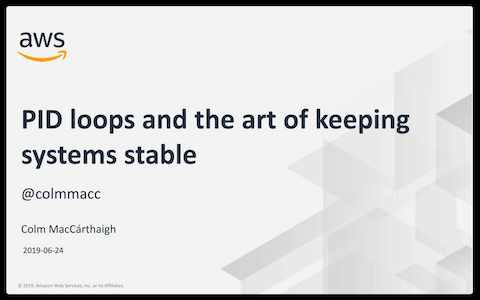 aws
PID loops and the art of keeping
systems stable
@colmmacc
Colm MacCárthaigh
2019-06-24
© 2019, Amazon Web Services, Inc. or its Affiliates.